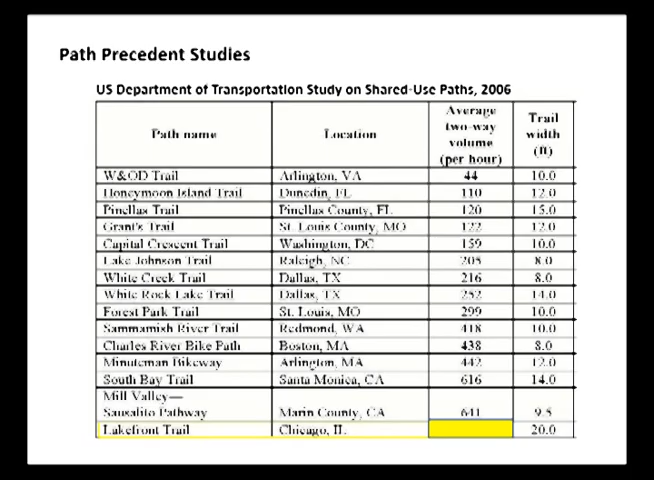 Path Precedent Studies
US Department of Transportation Study on Shared-Use Paths, 2006
Path name Location Average two-way volume (per hour) Trail width (ft)
W&OD Trail Arlington, VA 44 10.0
Honeymoon Island Trail Dunedin, FL 110 12.0
Pinellas Trail Pinellas County, FL 120 15.0
Grant's Trail St. Louis County, MO 122 12.0
Capital Crescent Trail Washington, DC 159 10.0
Lake Johnson Trail Raleigh, NC 205 8.0
White Creek Trail Dallas, TX 216 8.0
White Rock Lake Trail Dallas, TX 252 14.0
Forest Park Trail St. Louis, MO 299 10.0
Sammamish River Trail Redmond, WA 418 10.0
Charles River Bike Path Boston, MA 438 8.0
Minuteman Bikeway Arlington, MA 442 12.0
South Bay Trail Santa Monica, CA 616 14.0
Mill Valley—
Sausalito Pathway Marin County, CA 641 9.5
Lakefront Trail Chicago, IL 20.0